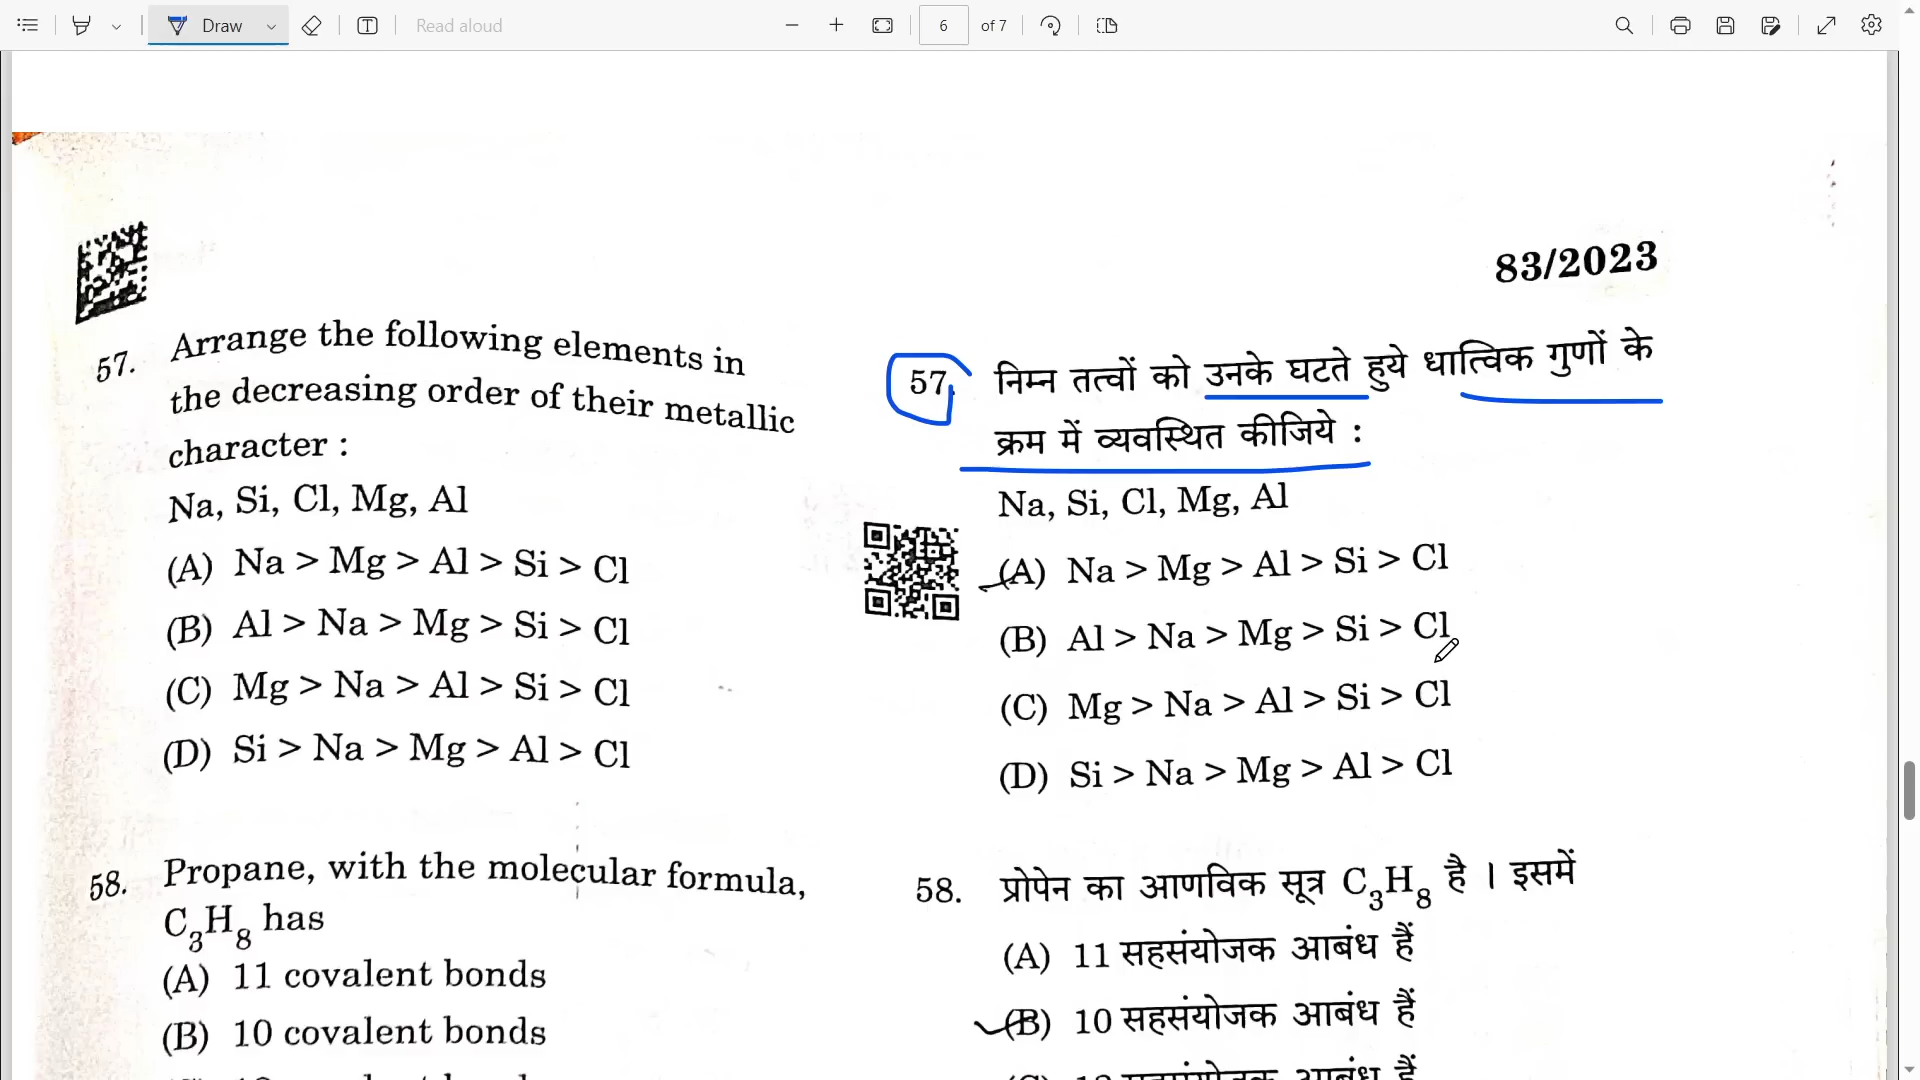 Draw
Read aloud
6
of 7
83/2023
57. Arrange the following elements in
the decreasing order of their metallic
character :
Na, Si, Cl, Mg, Al
(A) Na > Mg > Al > Si > Cl
(B) Al > Na > Mg > Si > Cl
(C) Mg > Na > Al > Si > Cl
(D) Si > Na > Mg > Al > Cl
58. Propane, with the molecular formula,
C₃H₈ has
(A) 11 covalent bonds
(B) 10 covalent bonds
57. निम्न तत्वों को उनके घटते हुये धात्विक गुणों के
क्रम में व्यवस्थित कीजिये :
Na, Si, Cl, Mg, Al
(A) Na > Mg > Al > Si > Cl
(B) Al > Na > Mg > Si > Cl
(C) Mg > Na > Al > Si > Cl
(D) Si > Na > Mg > Al > Cl
58. प्रोपेन का आणविक सूत्र C₃H₈ है । इसमें
(A) 11 सहसंयोजक आबंध हैं
(B) 10 सहसंयोजक आबंध हैं